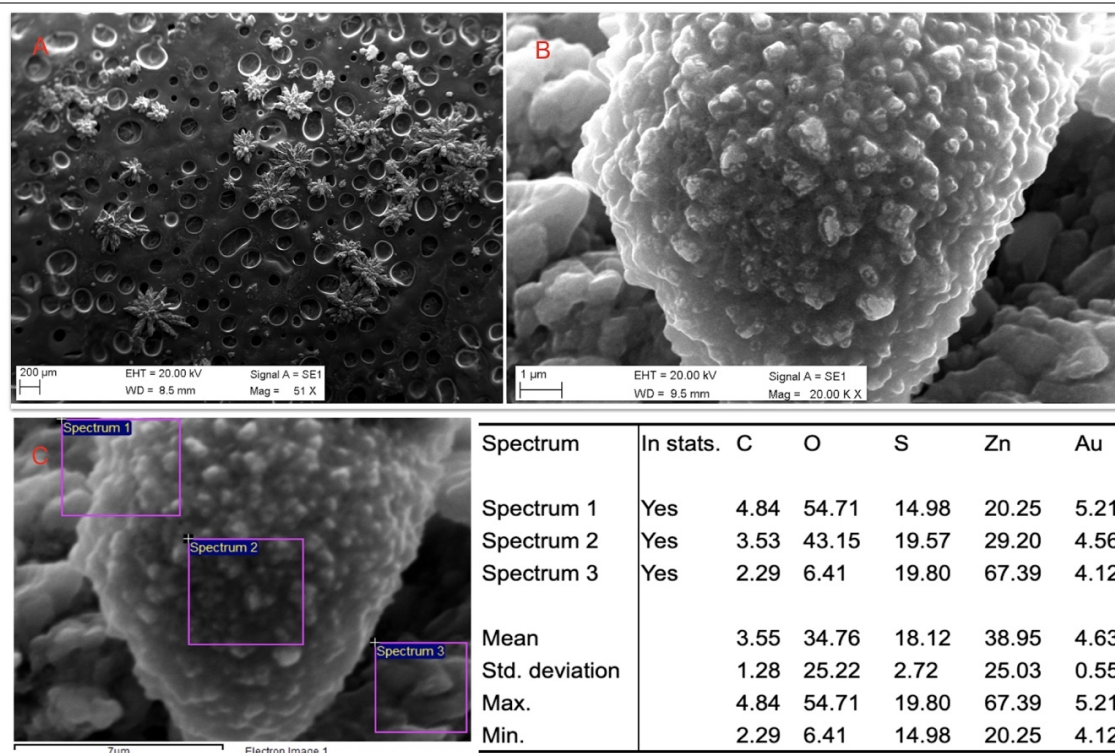 A
200 µm
EHT = 20.00 kV
Signal A = SE1
WD = 8.5 mm
Mag = 51 X
B
1 µm
EHT = 20.00 kV
Signal A = SE1
WD = 9.5 mm
Mag = 20.00 K X
C
Spectrum 1
Spectrum 2
Spectrum 3
7µm
Electron Image 1
Spectrum In stats. C O S Zn Au
Spectrum 1 Yes 4.84 54.71 14.98 20.25 5.21
Spectrum 2 Yes 3.53 43.15 19.57 29.20 4.56
Spectrum 3 Yes 2.29 6.41 19.80 67.39 4.12
Mean 3.55 34.76 18.12 38.95 4.63
Std. deviation 1.28 25.22 2.72 25.03 0.55
Max. 4.84 54.71 19.80 67.39 5.21
Min. 2.29 6.41 14.98 20.25 4.12